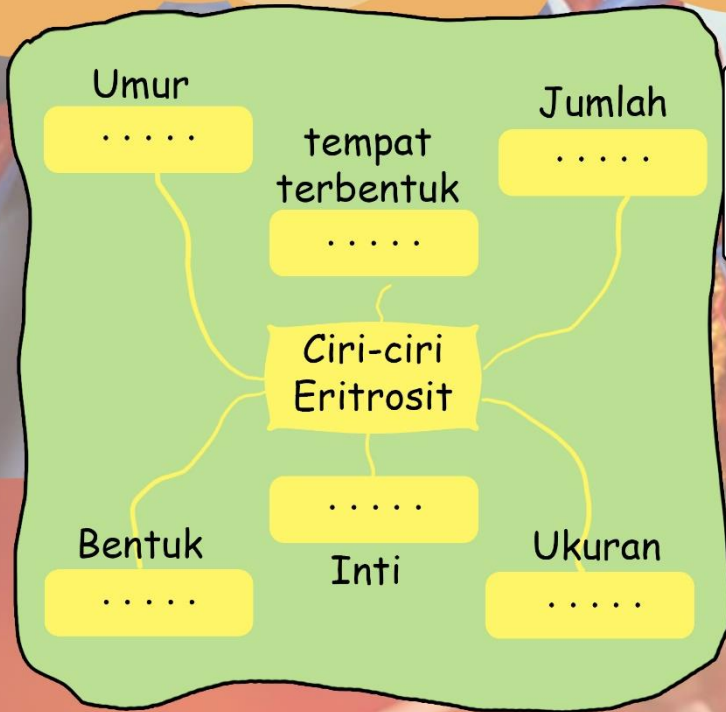 Umur
. . . . .
Jumlah
. . . . .
tempat
terbentuk
. . . . .
Ciri-ciri
Eritrosit
Bentuk
. . . . .
. . . . .
Inti
Ukuran
. . . . .